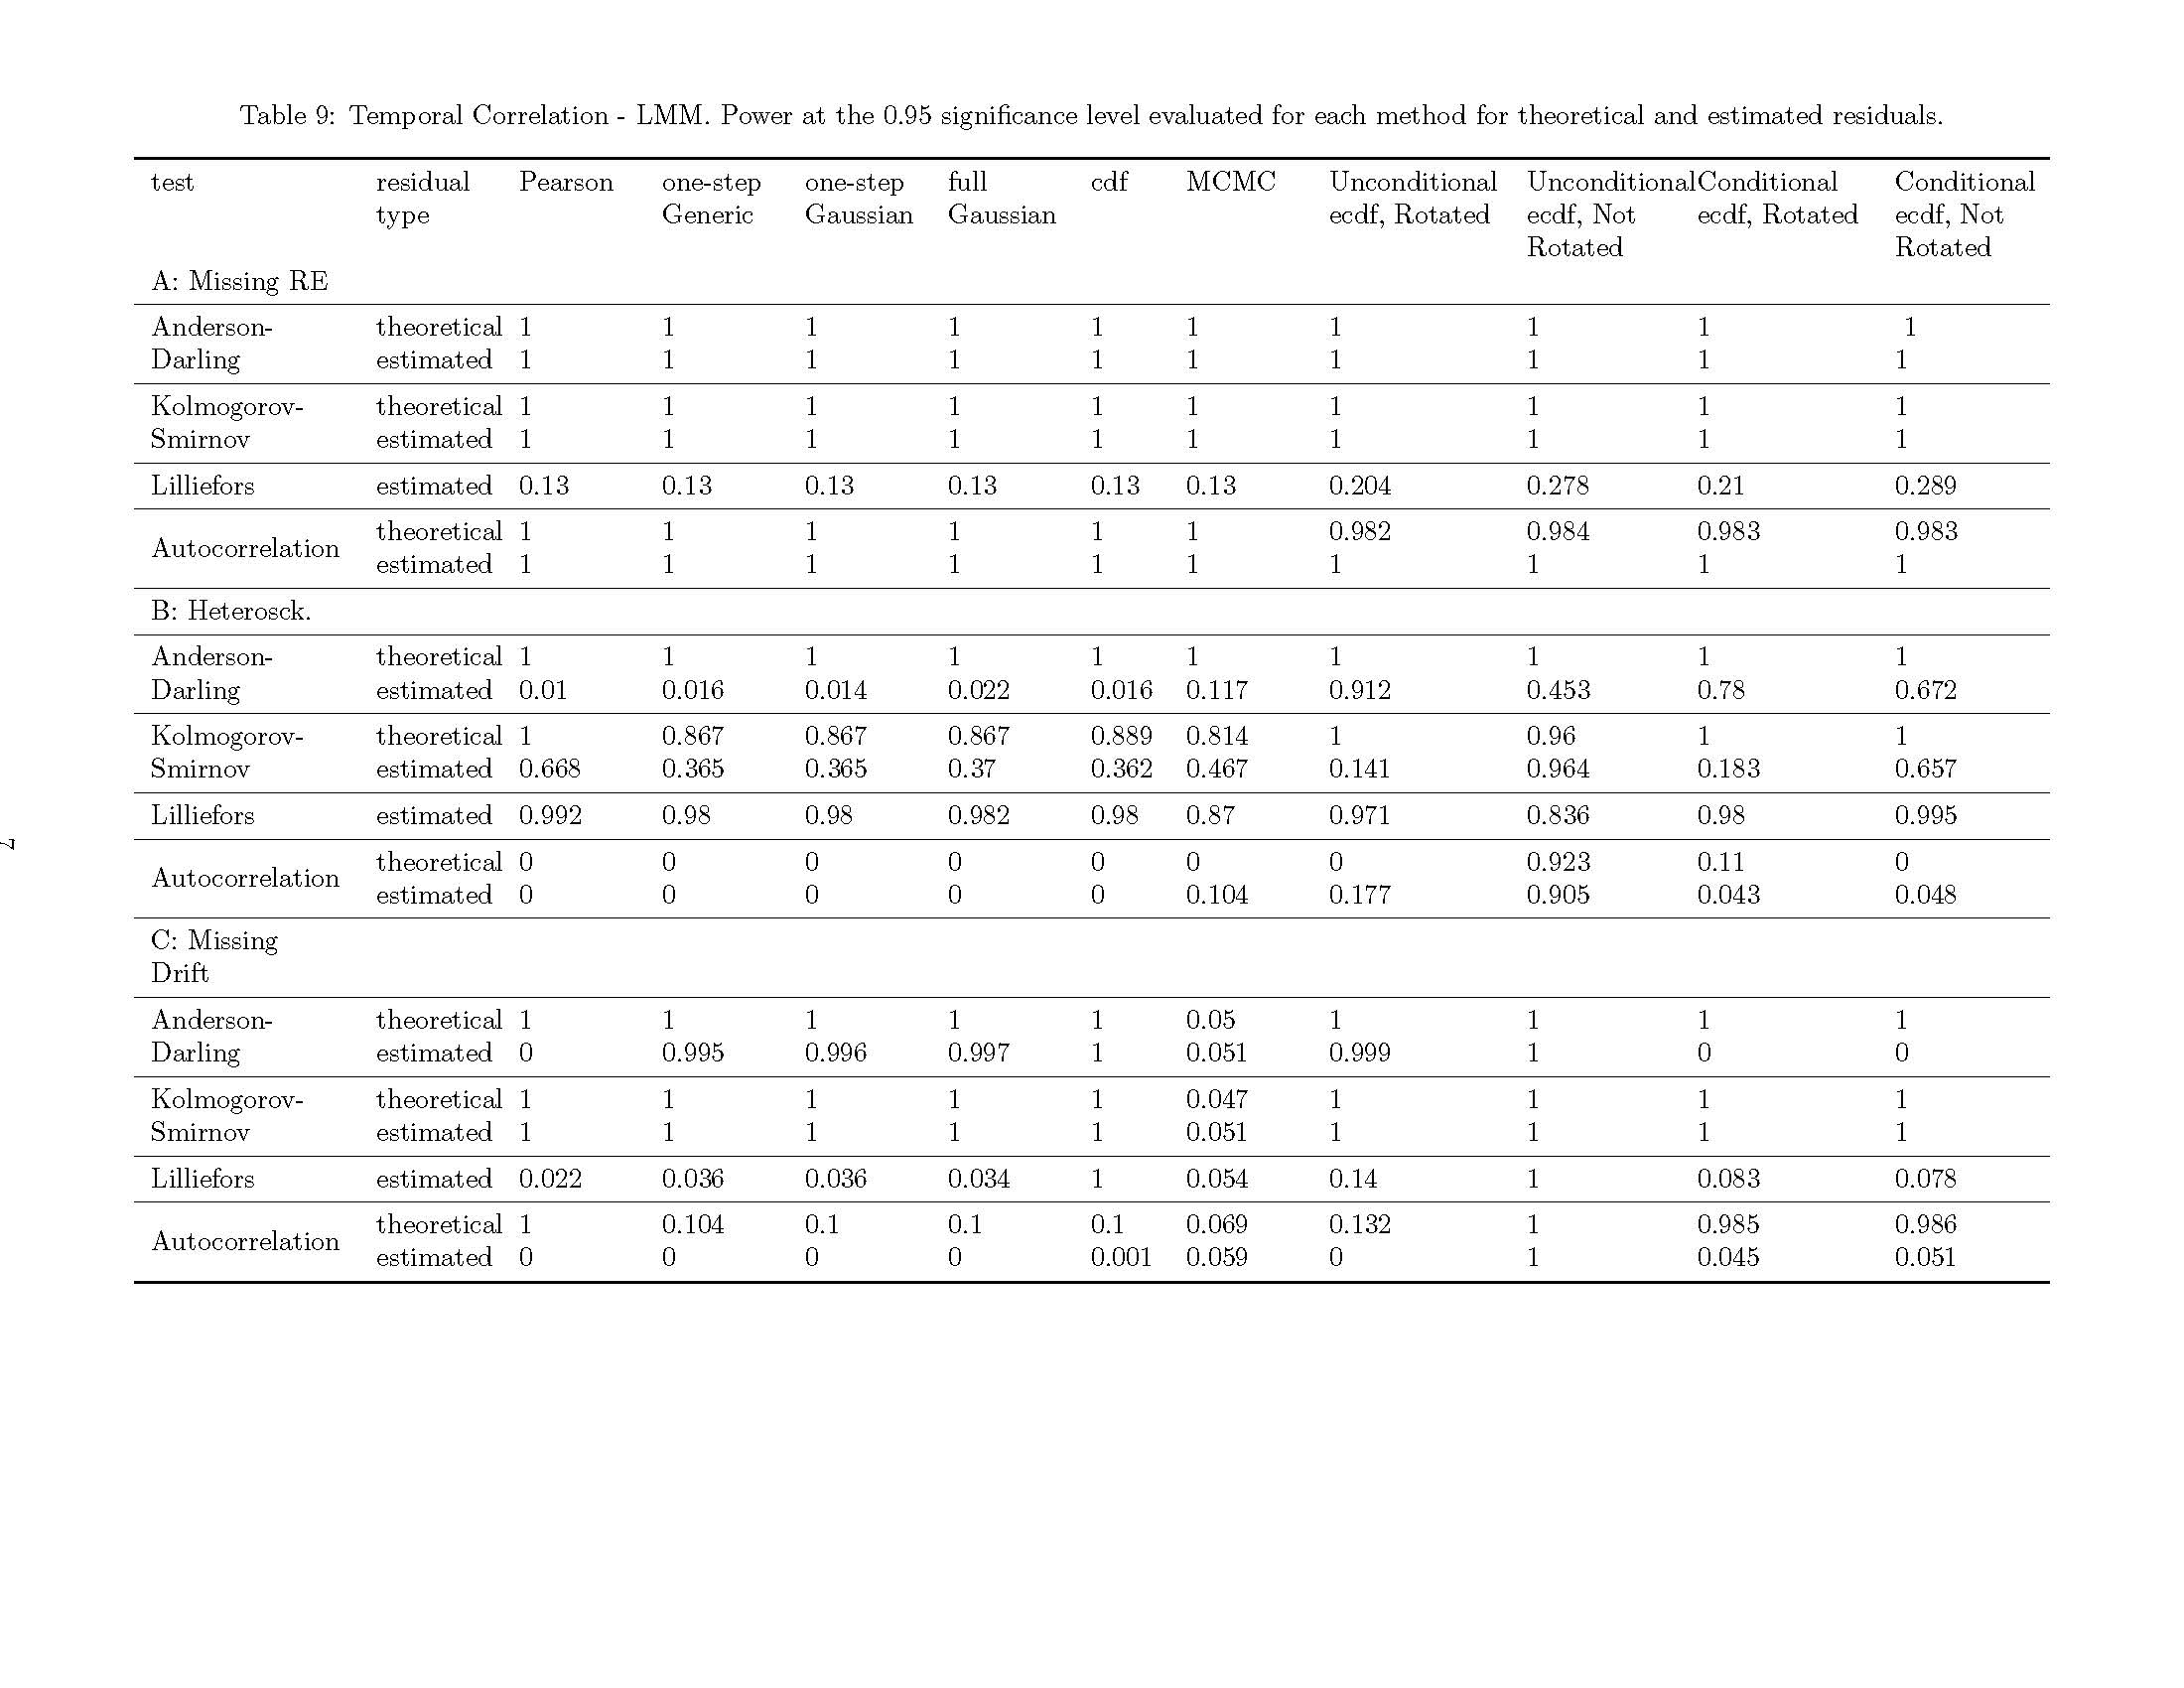 Table 9: Temporal Correlation - LMM. Power at the 0.95 significance level evaluated for each method for theoretical and estimated residuals.
test residual Pearson one-step one-step full cdf MCMC Unconditional Unconditional Conditional Conditional
type Generic Gaussian Gaussian ecdf, Rotated ecdf, Not ecdf, Rotated ecdf, Not
Rotated Rotated
A: Missing RE
Anderson- theoretical 1 1 1 1 1 1 1 1 1 1
Darling estimated 1 1 1 1 1 1 1 1 1 1
Kolmogorov- theoretical 1 1 1 1 1 1 1 1 1 1
Smirnov estimated 1 1 1 1 1 1 1 1 1 1
Lilliefors estimated 0.13 0.13 0.13 0.13 0.13 0.13 0.204 0.278 0.21 0.289
Autocorrelation theoretical 1 1 1 1 1 1 0.982 0.984 0.983 0.983
estimated 1 1 1 1 1 1 1 1 1 1
B: Heterosck.
Anderson- theoretical 1 1 1 1 1 1 1 1 1 1
Darling estimated 0.01 0.016 0.014 0.022 0.016 0.117 0.912 0.453 0.78 0.672
Kolmogorov- theoretical 1 0.867 0.867 0.867 0.889 0.814 1 0.96 1 1
Smirnov estimated 0.668 0.365 0.365 0.37 0.362 0.467 0.141 0.964 0.183 0.657
Lilliefors estimated 0.992 0.98 0.98 0.982 0.98 0.87 0.971 0.836 0.98 0.995
Autocorrelation theoretical 0 0 0 0 0 0 0 0.923 0.11 0
estimated 0 0 0 0 0 0.104 0.177 0.905 0.043 0.048
C: Missing
Drift
Anderson- theoretical 1 1 1 1 1 0.05 1 1 1 1
Darling estimated 0 0.995 0.996 0.997 1 0.051 0.999 1 0 0
Kolmogorov- theoretical 1 1 1 1 1 0.047 1 1 1 1
Smirnov estimated 1 1 1 1 1 0.051 1 1 1 1
Lilliefors estimated 0.022 0.036 0.036 0.034 1 0.054 0.14 1 0.083 0.078
Autocorrelation theoretical 1 0.104 0.1 0.1 0.1 0.069 0.132 1 0.985 0.986
estimated 0 0 0 0 0.001 0.059 0 1 0.045 0.051
7